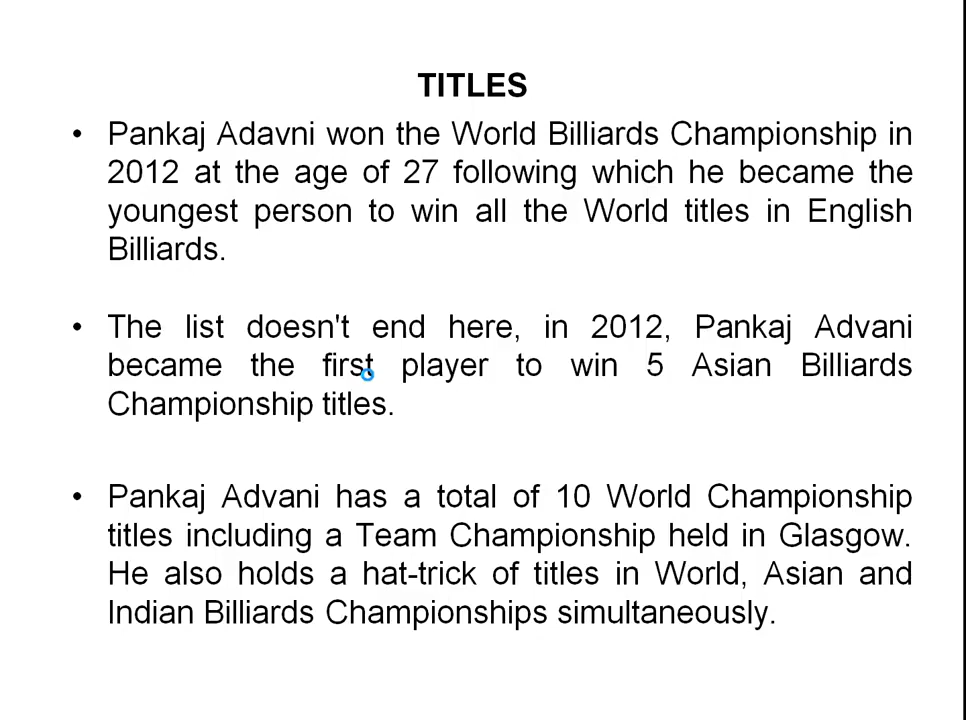 TITLES
• Pankaj Adavni won the World Billiards Championship in
2012 at the age of 27 following which he became the
youngest person to win all the World titles in English
Billiards.
• The list doesn't end here, in 2012, Pankaj Advani
became the first player to win 5 Asian Billiards
Championship titles.
• Pankaj Advani has a total of 10 World Championship
titles including a Team Championship held in Glasgow.
He also holds a hat-trick of titles in World, Asian and
Indian Billiards Championships simultaneously.